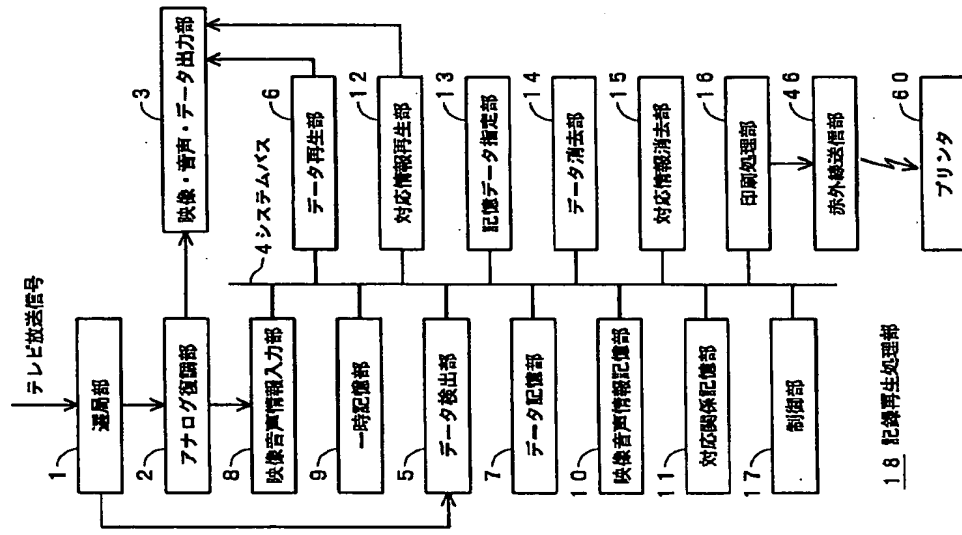 テレビ放送信号
1
選局部
2
アナログ復調部
3
映像・音声・データ出力部
4システムバス
8
映像音声情報入力部
9
一時記憶部
5
データ検出部
7
データ記憶部
10
映像音声情報記憶部
11
対応関係記憶部
17
制御部
6
データ再生部
12
対応情報再生部
13
記憶データ指定部
14
データ消去部
15
対応情報消去部
16
印刷処理部
46
赤外線送信部
60
プリンタ
18 記録再生処理部